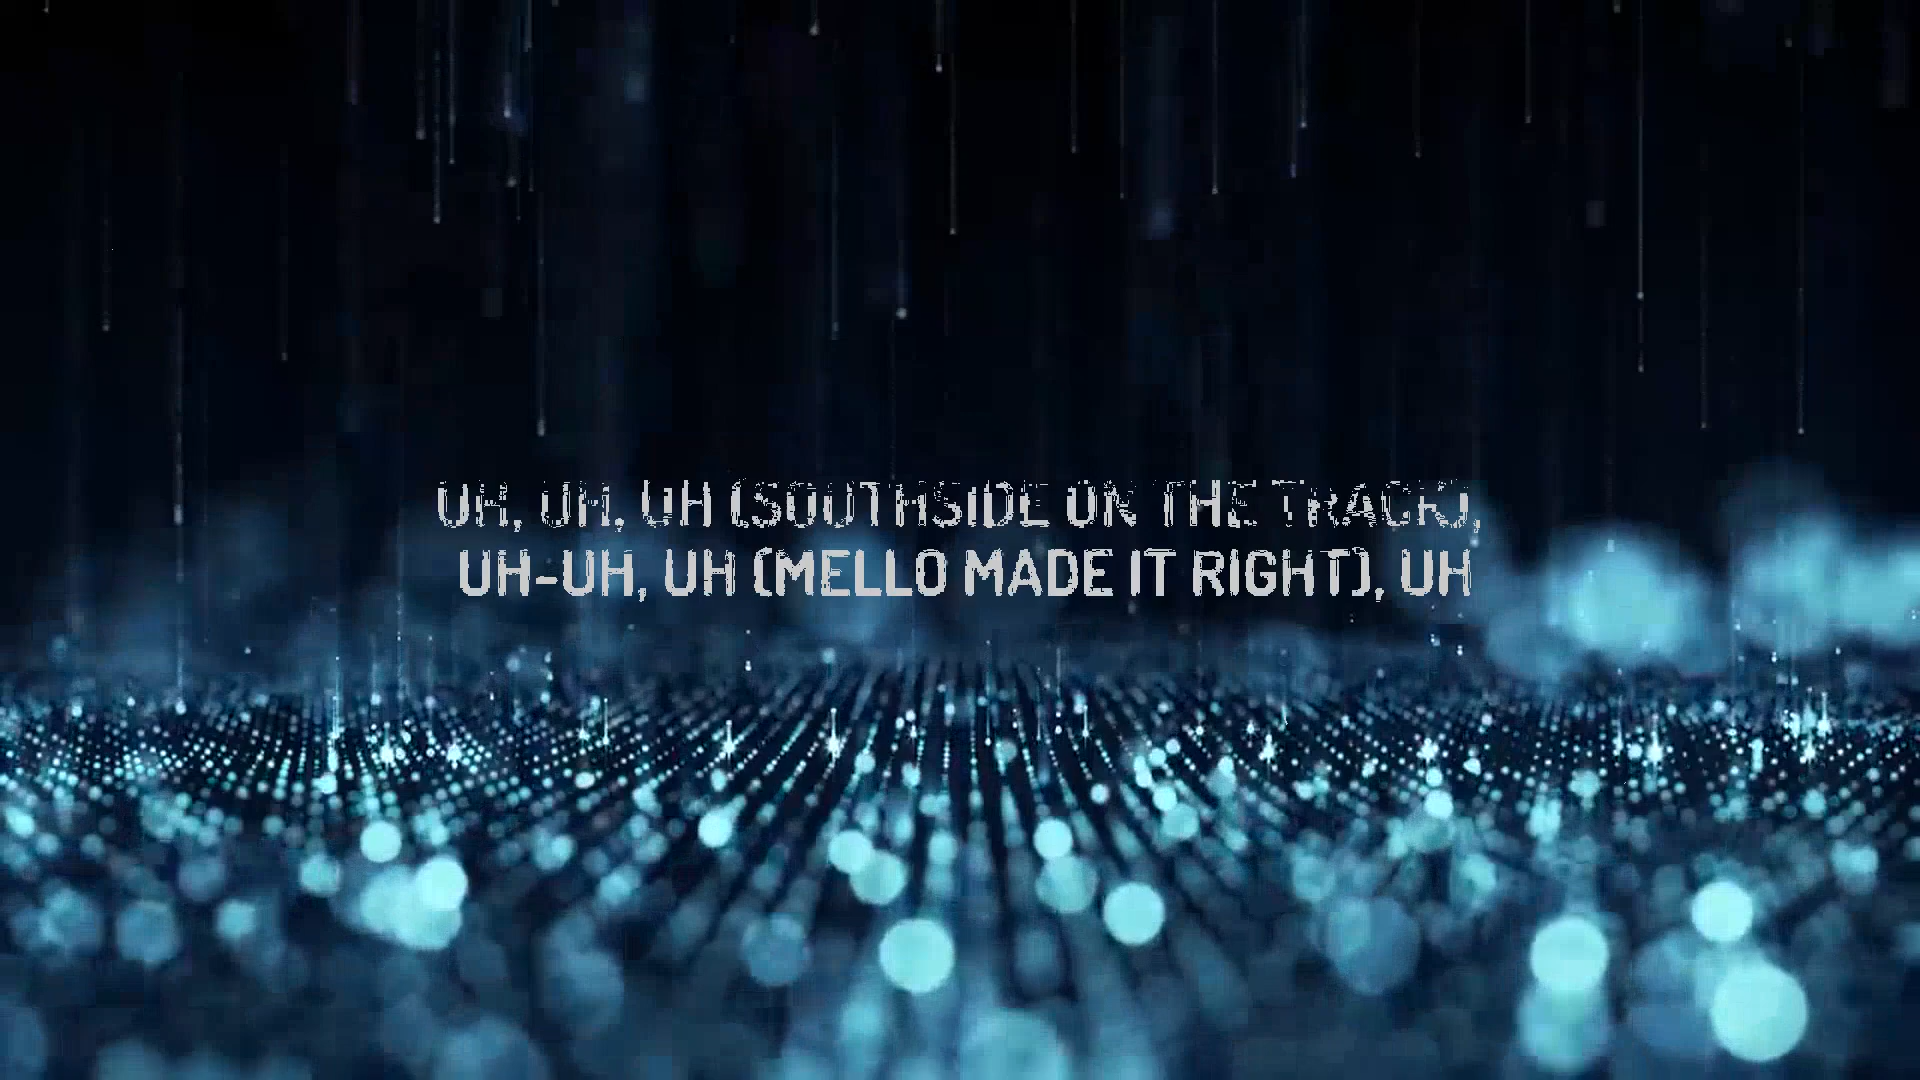 UH, UH, UH (SOUTHSIDE ON THE TRACK),
UH-UH, UH (MELLO MADE IT RIGHT), UH